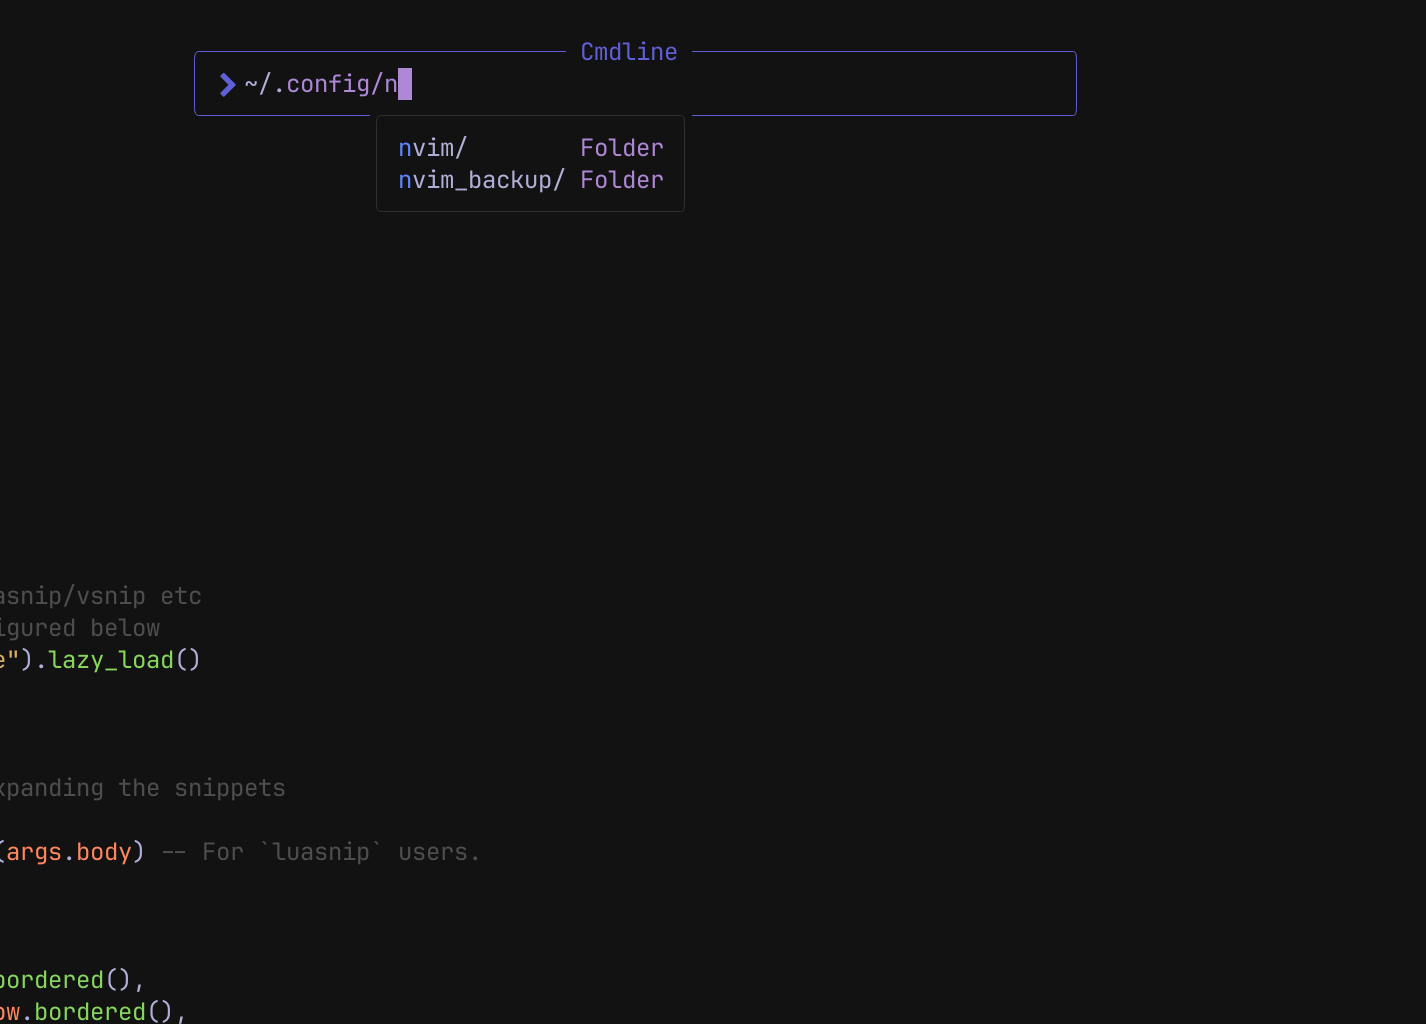 Cmdline
~/.config/n
nvim/ Folder
nvim_backup/ Folder
asnip/vsnip etc
igured below
e").lazy_load()
xpanding the snippets
(args.body) -- For `luasnip` users.
bordered(),
ow.bordered(),